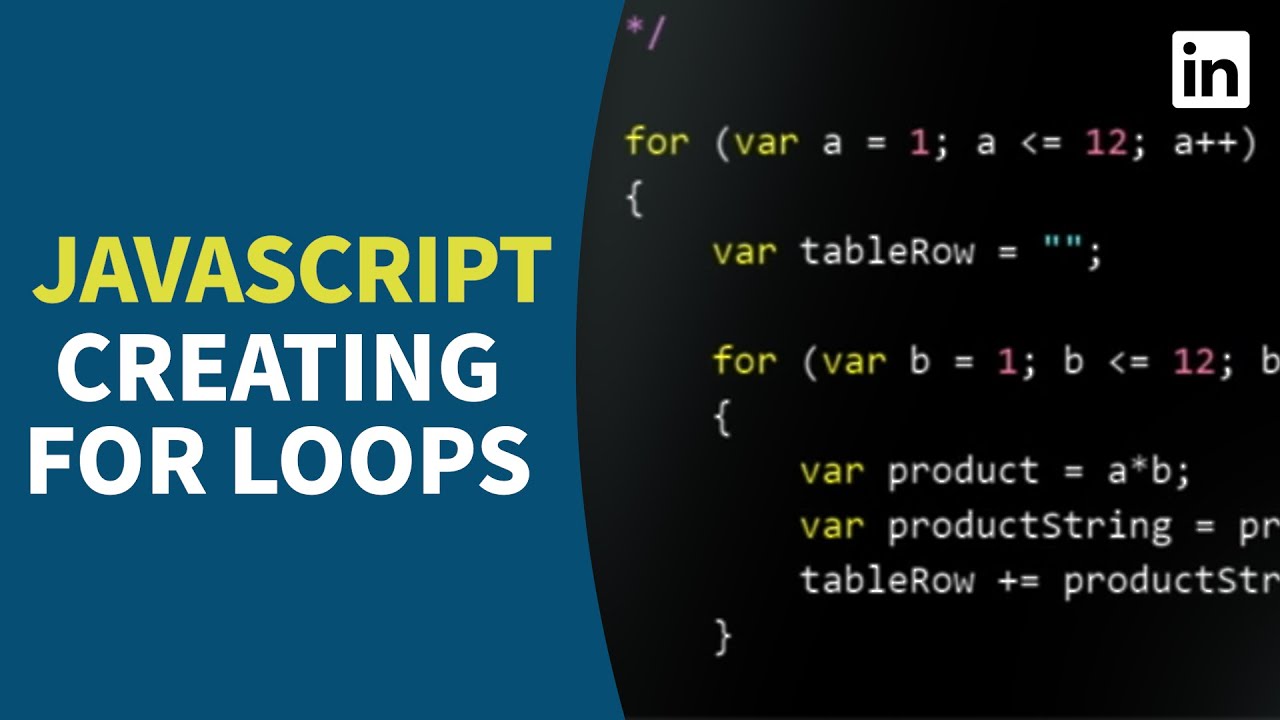 JAVASCRIPT
CREATING
FOR LOOPS
in
*/
for (var a = 1; a <= 12; a++)
{
var tableRow = "";
for (var b = 1; b <= 12; b
{
var product = a*b;
var productString = pr
tableRow += productStr
}